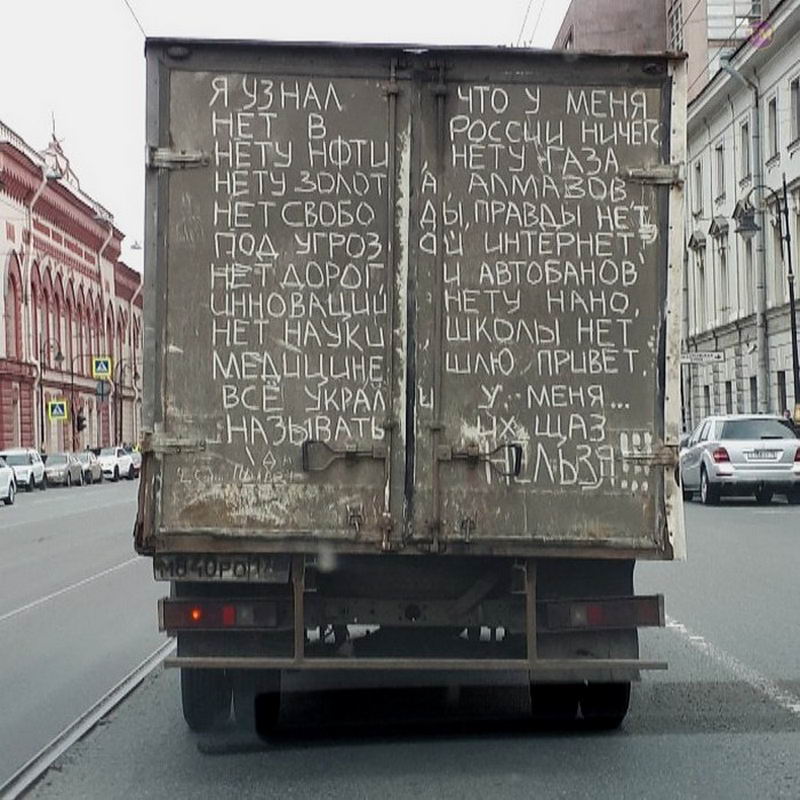 Я УЗНАЛ ЧТО У МЕНЯ
НЕТ В РОССИИ НИЧЕГО
НЕТУ НФТИ НЕТУ ГАЗА
НЕТУ ЗОЛОТА АЛМАЗОВ
НЕТ СВОБОДЫ, ПРАВДЫ НЕТ
ПОД УГРОЗОЙ ИНТЕРНЕТ
НЕТ ДОРОГ, И АВТОБАНОВ
ИННОВАЦИЙ НЕТУ НАНО,
НЕТ НАУКИ ШКОЛЫ НЕТ
МЕДИЦИНЕ ШЛЮ ПРИВЕТ.
ВСЁ УКРАЛИ У МЕНЯ...
НАЗЫВАТЬ ИХ ЩАЗ
НЕЛЬЗЯ!!!
М840РО